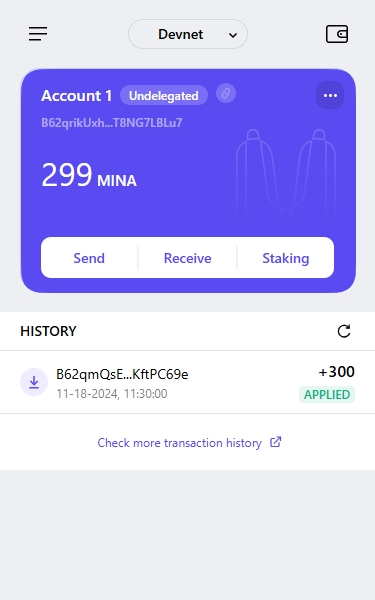 Devnet
Account 1 Undelegated
B62qrikUxh...T8NG7LBLu7
299 MINA
Send Receive Staking
HISTORY
B62qmQsE...KftPC69e +300
11-18-2024, 11:30:00 APPLIED
Check more transaction history